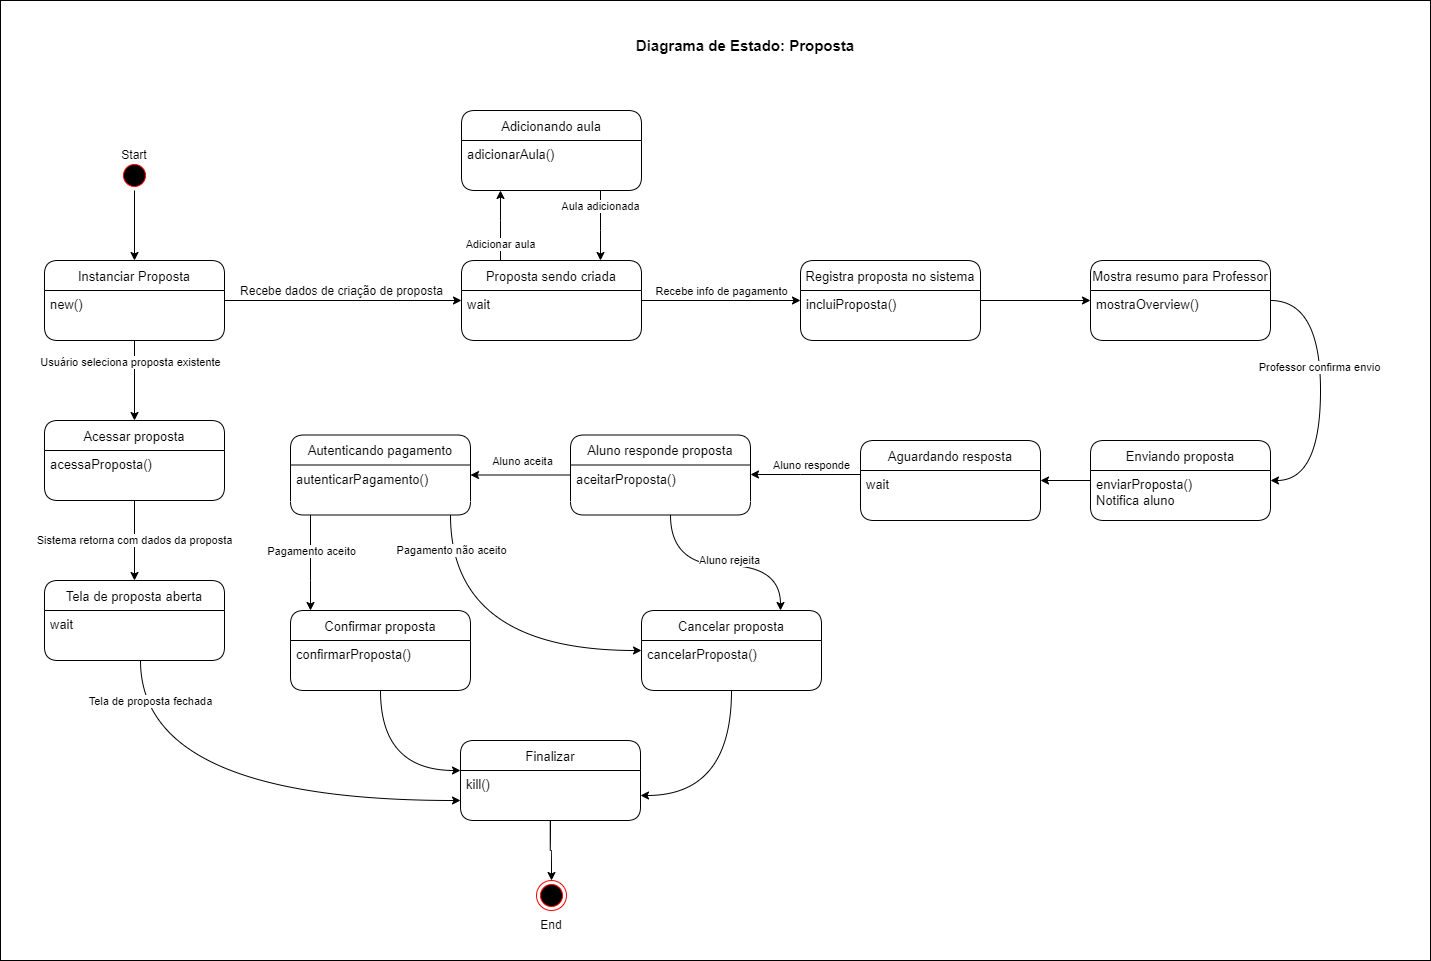 Diagrama de Estado: Proposta
Adicionando aula
adicionarAula()
Start
Aula adicionada
Adicionar aula
Instanciar Proposta
new()
Recebe dados de criação de proposta
Proposta sendo criada
wait
Recebe info de pagamento
Registra proposta no sistema
incluiProposta()
Mostra resumo para Professor
mostraOverview()
Usuário seleciona proposta existente
Professor confirma envio
Acessar proposta
acessaProposta()
Autenticando pagamento
autenticarPagamento()
Aluno aceita
Aluno responde proposta
aceitarProposta()
Aluno responde
Aguardando resposta
wait
Enviando proposta
enviarProposta()
Notifica aluno
Sistema retorna com dados da proposta
Pagamento aceito
Pagamento não aceito
Aluno rejeita
Tela de proposta aberta
wait
Confirmar proposta
confirmarProposta()
Cancelar proposta
cancelarProposta()
Tela de proposta fechada
Finalizar
kill()
End